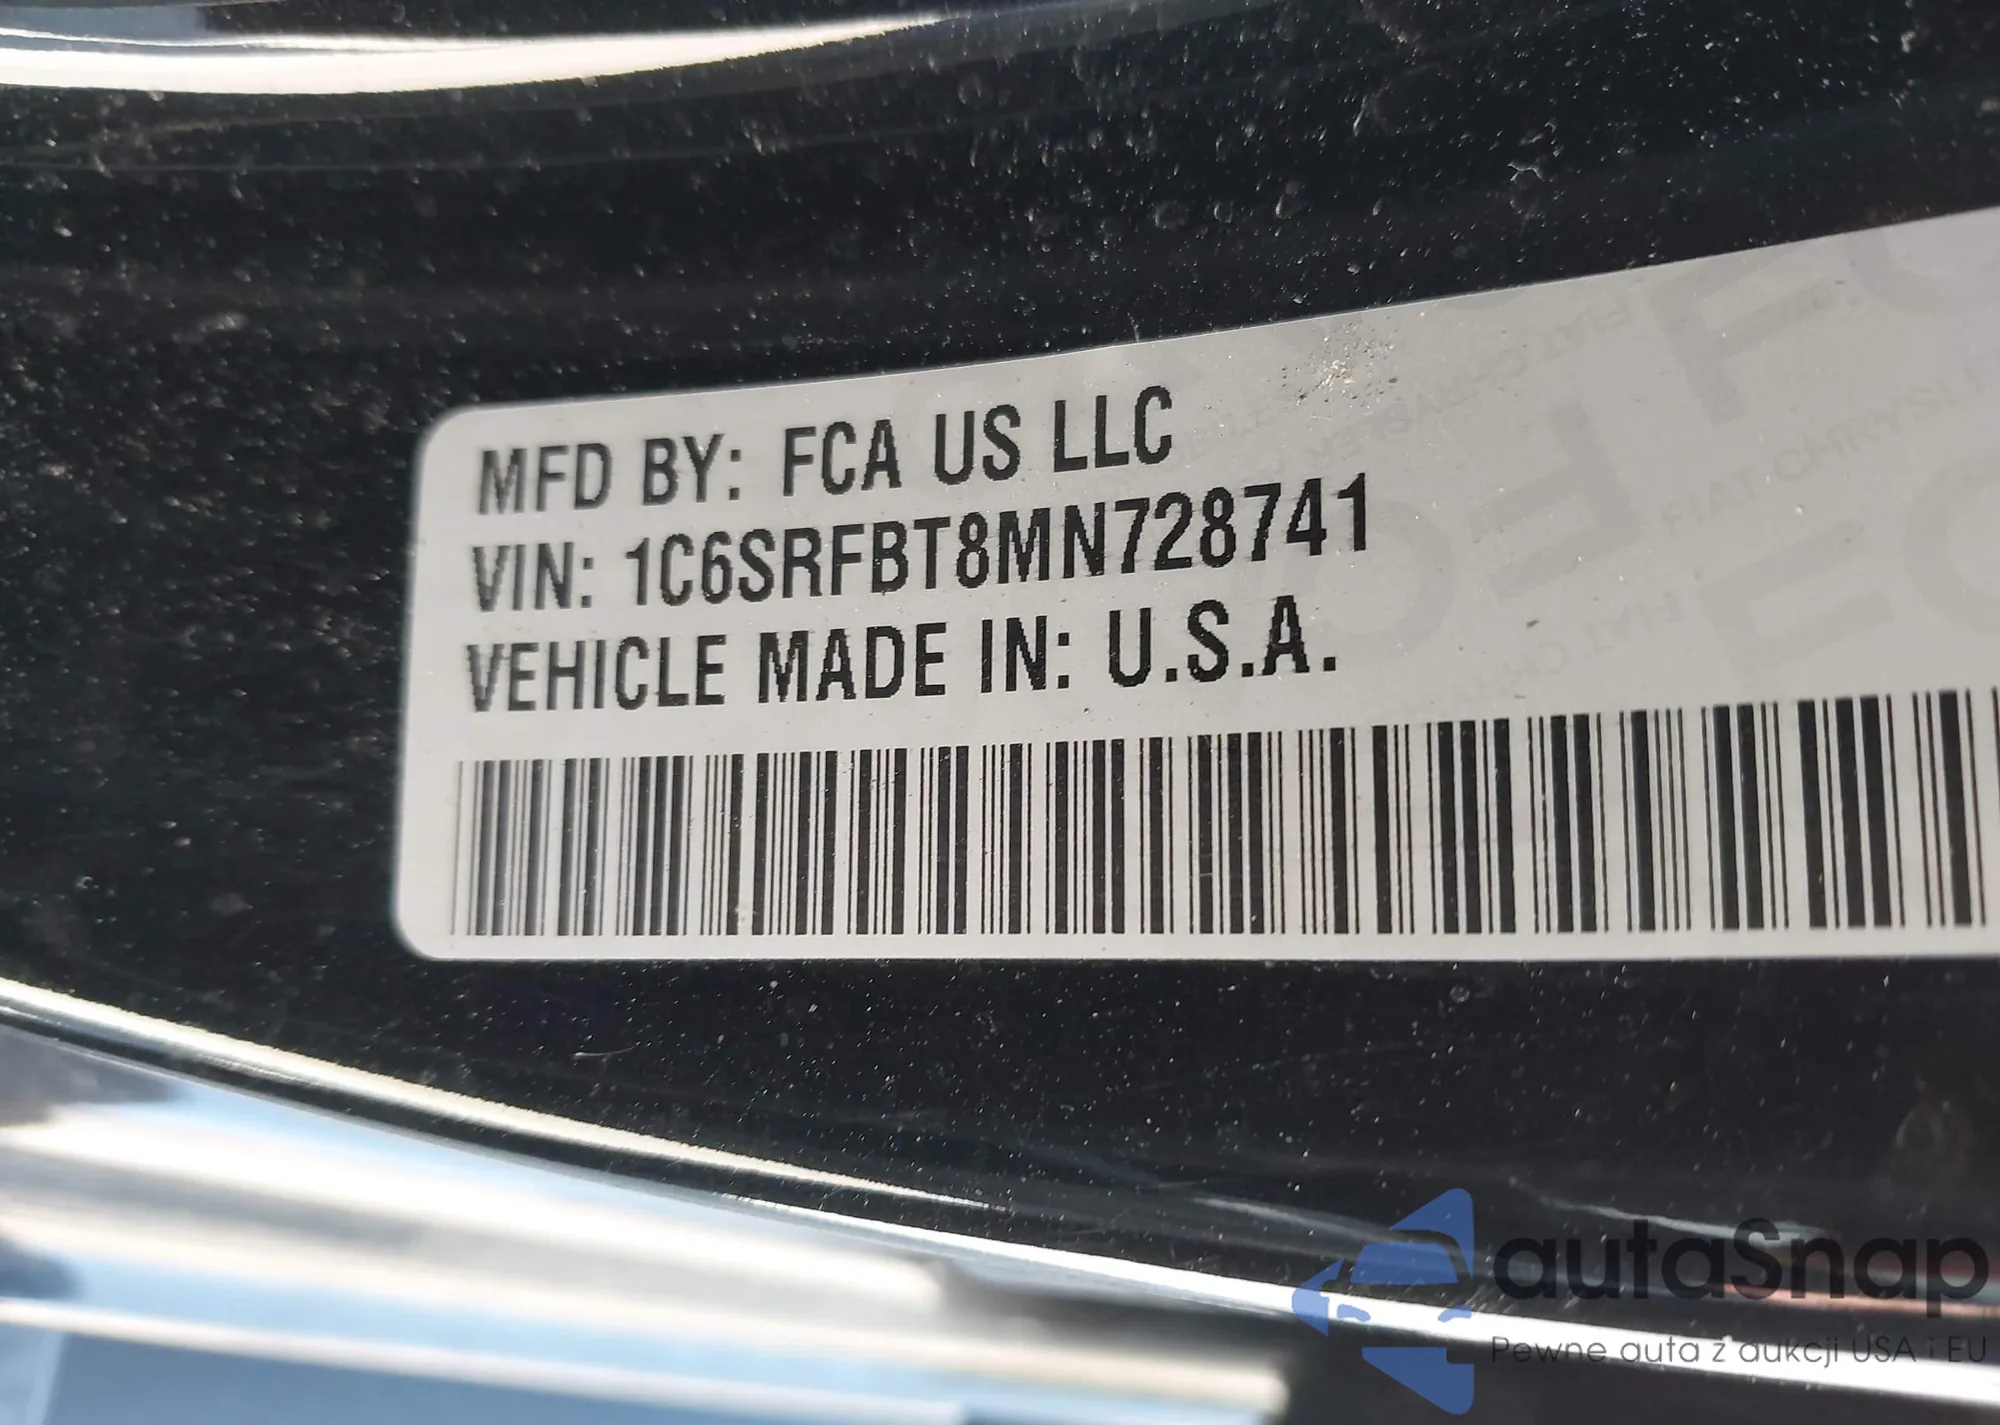 MFD BY: FCA US LLC
VIN: 1C6SRFBT8MN728741
VEHICLE MADE IN: U.S.A.
autaSnap
Pewne auta z aukcji USA i EU